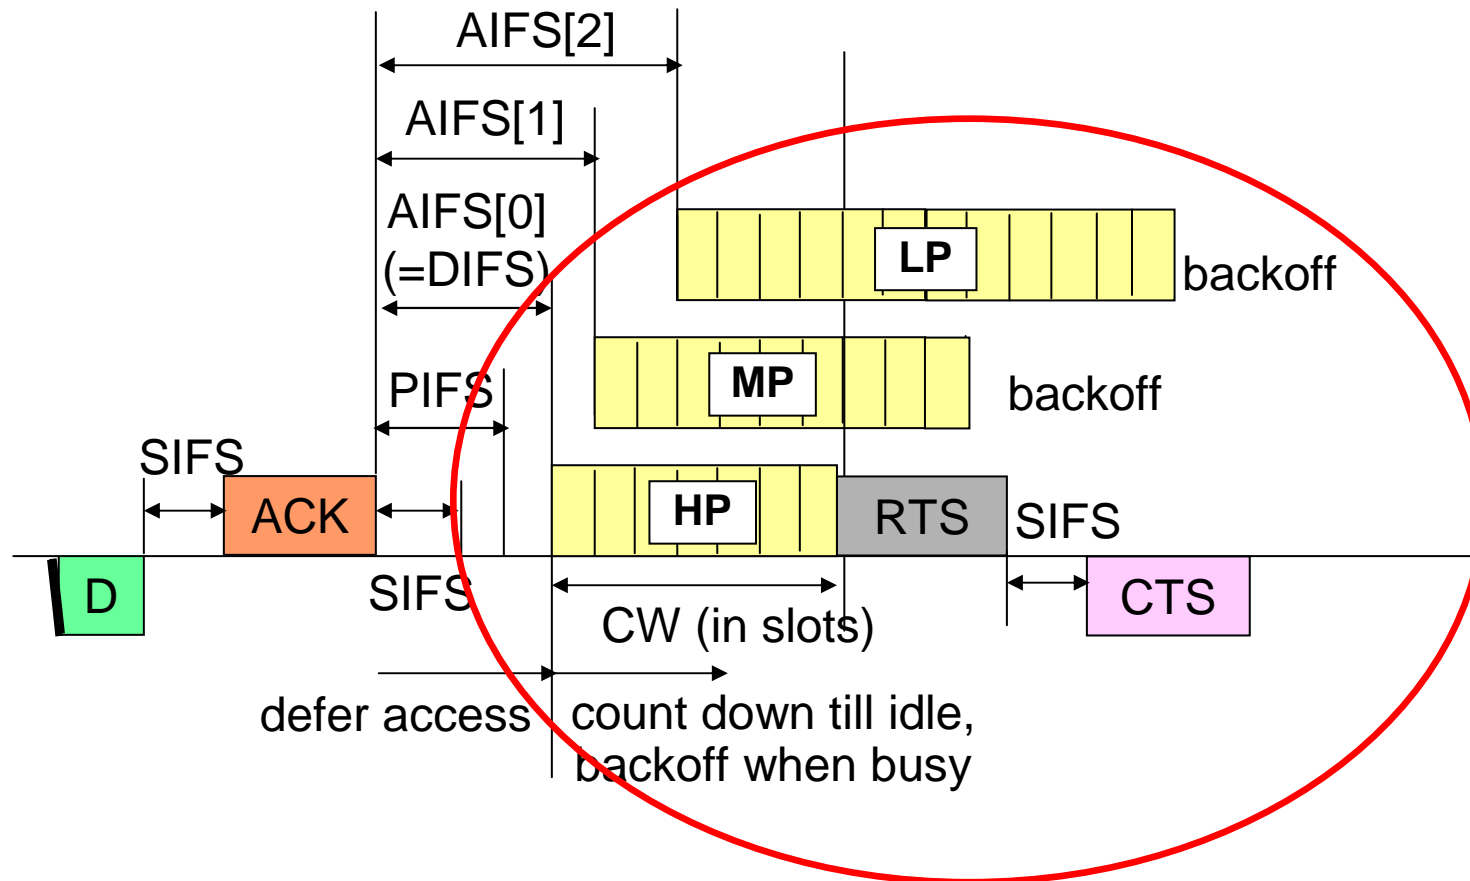 AIFS[2]
AIFS[1]
AIFS[0]
(=DIFS)
LP
backoff
MP
backoff
PIFS
SIFS
ACK
HP
RTS
SIFS
D
SIFS
CTS
CW (in slots)
defer access
count down till idle,
backoff when busy